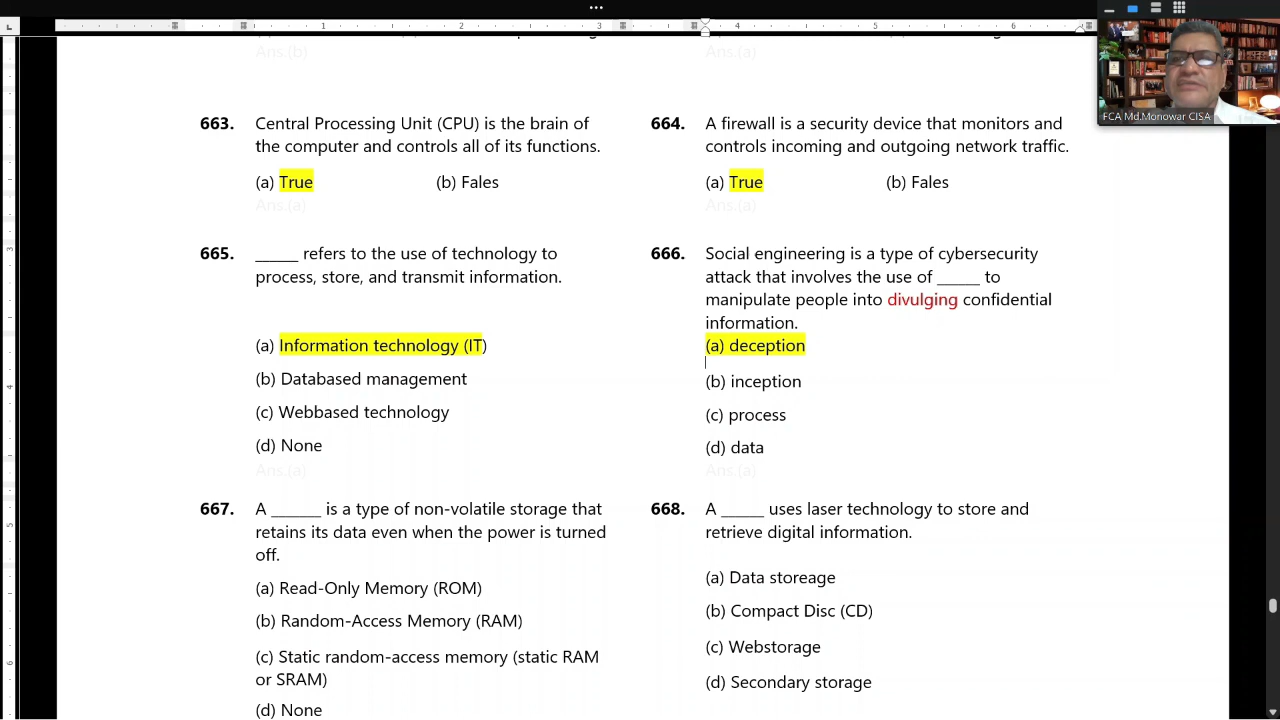 Ans.(b)
Ans.(a)
FCA Md.Monowar CISA
663. Central Processing Unit (CPU) is the brain of
the computer and controls all of its functions.
(a) True (b) Fales
Ans.(a)
664. A firewall is a security device that monitors and
controls incoming and outgoing network traffic.
(a) True (b) Fales
Ans.(a)
665. _____ refers to the use of technology to
process, store, and transmit information.
(a) Information technology (IT)
(b) Databased management
(c) Webbased technology
(d) None
Ans.(a)
666. Social engineering is a type of cybersecurity
attack that involves the use of _____ to
manipulate people into divulging confidential
information.
(a) deception
(b) inception
(c) process
(d) data
Ans.(a)
667. A ______ is a type of non-volatile storage that
retains its data even when the power is turned
off.
(a) Read-Only Memory (ROM)
(b) Random-Access Memory (RAM)
(c) Static random-access memory (static RAM
or SRAM)
(d) None
668. A _____ uses laser technology to store and
retrieve digital information.
(a) Data storeage
(b) Compact Disc (CD)
(c) Webstorage
(d) Secondary storage